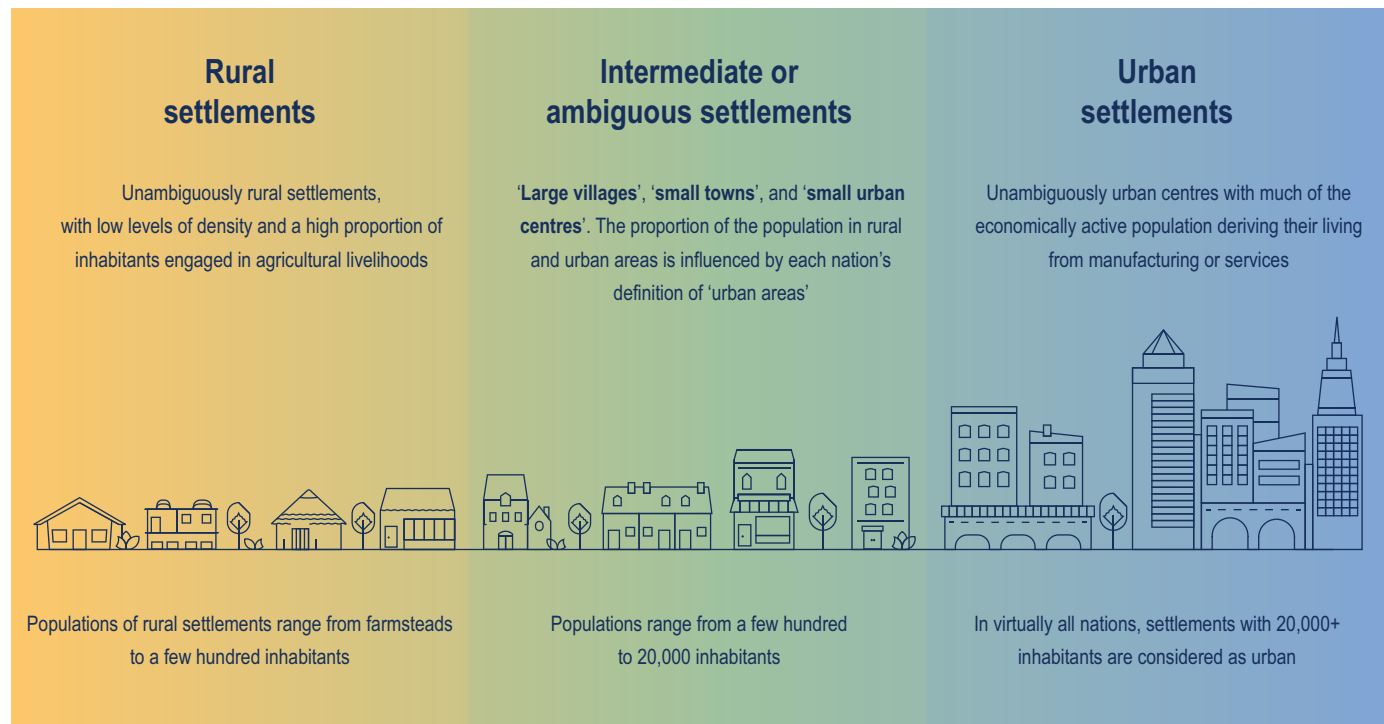 Rural
settlements
Unambiguously rural settlements,
with low levels of density and a high proportion of
inhabitants engaged in agricultural livelihoods
Populations of rural settlements range from farmsteads
to a few hundred inhabitants
Intermediate or
ambiguous settlements
‘Large villages’, ‘small towns’, and ‘small urban
centres’. The proportion of the population in rural
and urban areas is influenced by each nation’s
definition of ‘urban areas’
Populations range from a few hundred
to 20,000 inhabitants
Urban
settlements
Unambiguously urban centres with much of the
economically active population deriving their living
from manufacturing or services
In virtually all nations, settlements with 20,000+
inhabitants are considered as urban